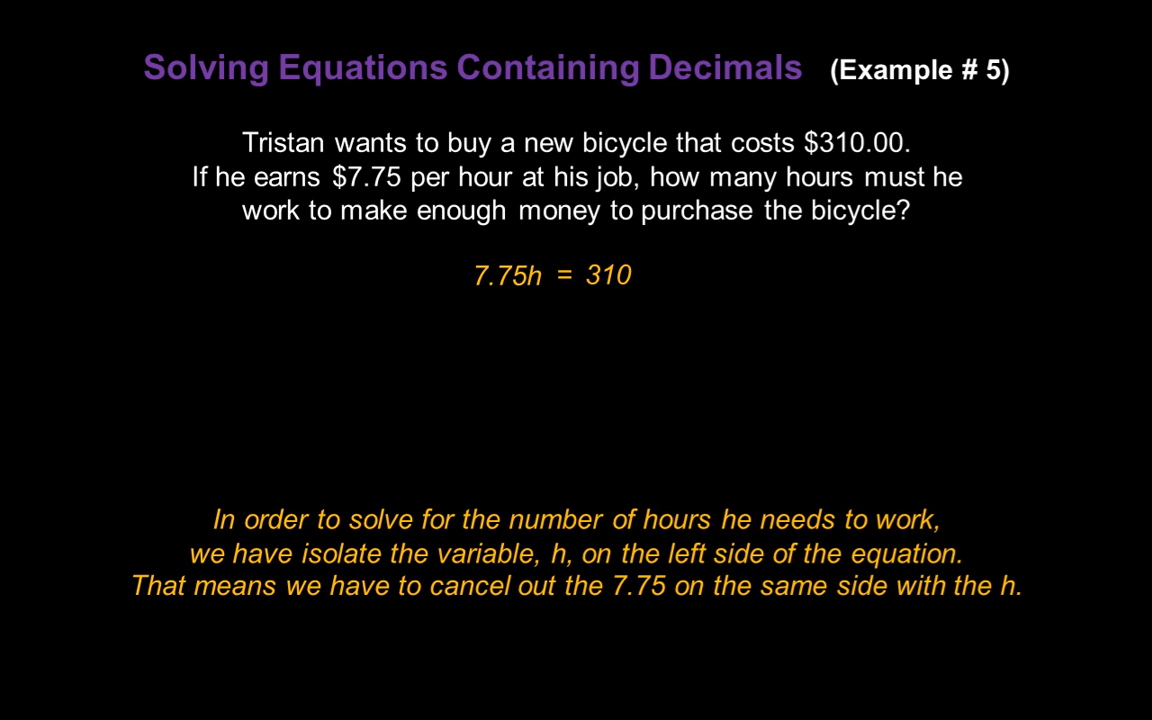 Solving Equations Containing Decimals (Example # 5)
Tristan wants to buy a new bicycle that costs $310.00.
If he earns $7.75 per hour at his job, how many hours must he
work to make enough money to purchase the bicycle?
7.75h = 310
In order to solve for the number of hours he needs to work,
we have isolate the variable, h, on the left side of the equation.
That means we have to cancel out the 7.75 on the same side with the h.